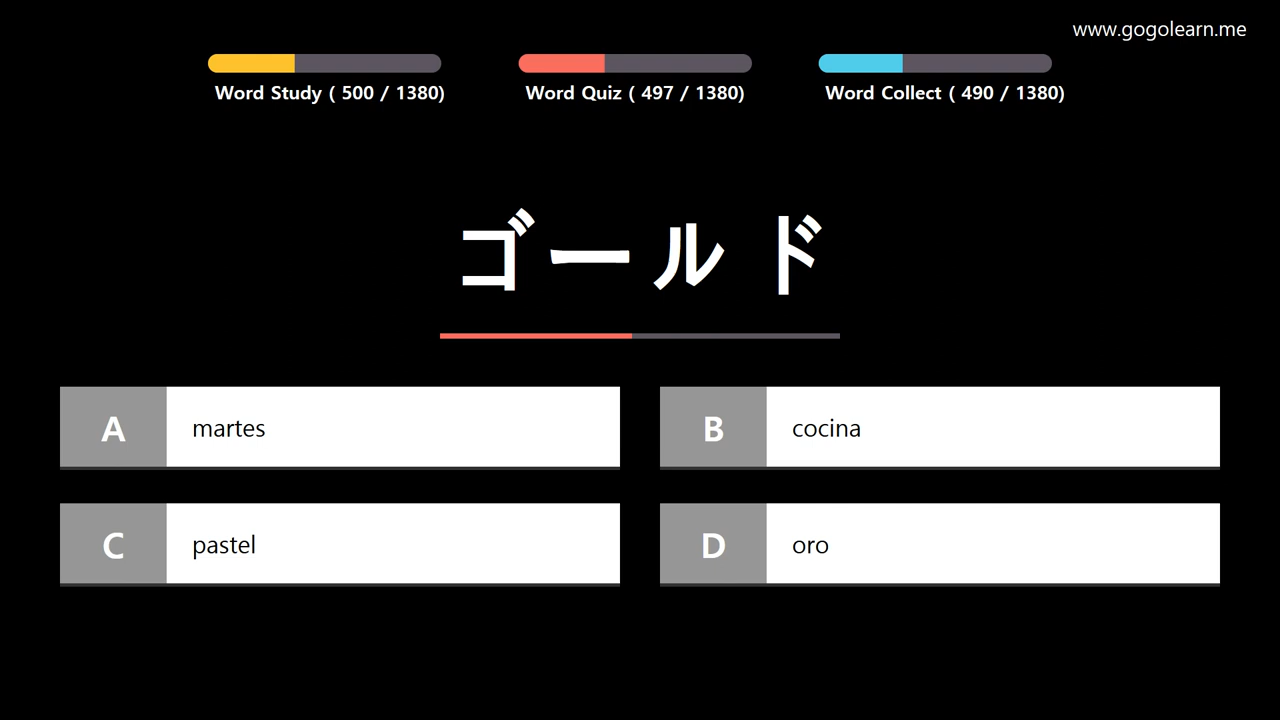 www.gogolearn.me
Word Study ( 500 / 1380)
Word Quiz ( 497 / 1380)
Word Collect ( 490 / 1380)
ゴールド
A martes
B cocina
C pastel
D oro